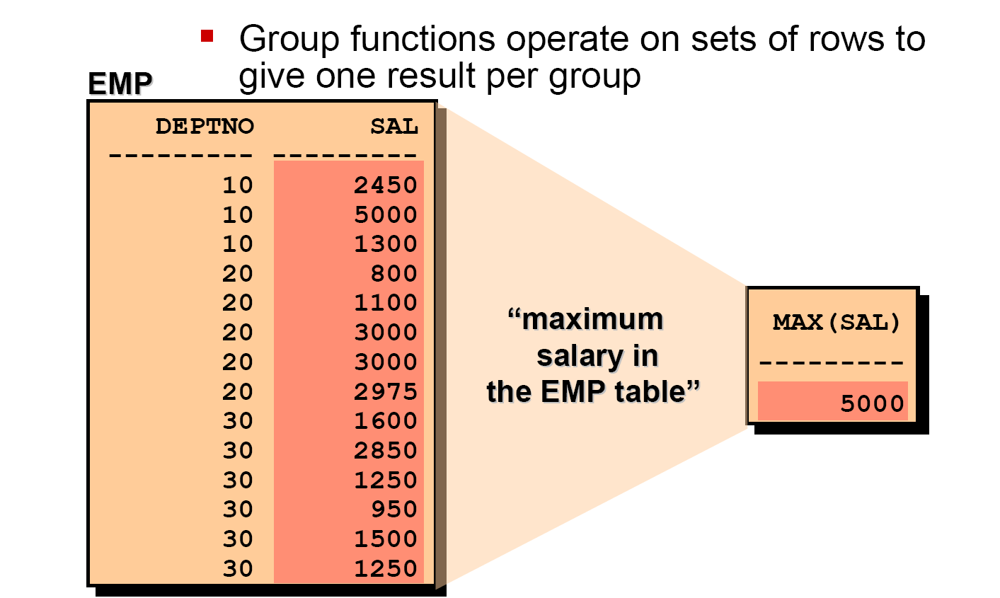 Group functions operate on sets of rows to
give one result per group
EMP
DEPTNO SAL
--------- ---------
10 2450
10 5000
10 1300
20 800
20 1100
20 3000
20 3000
20 2975
30 1600
30 2850
30 1250
30 950
30 1500
30 1250
“maximum
salary in
the EMP table”
MAX(SAL)
---------
5000